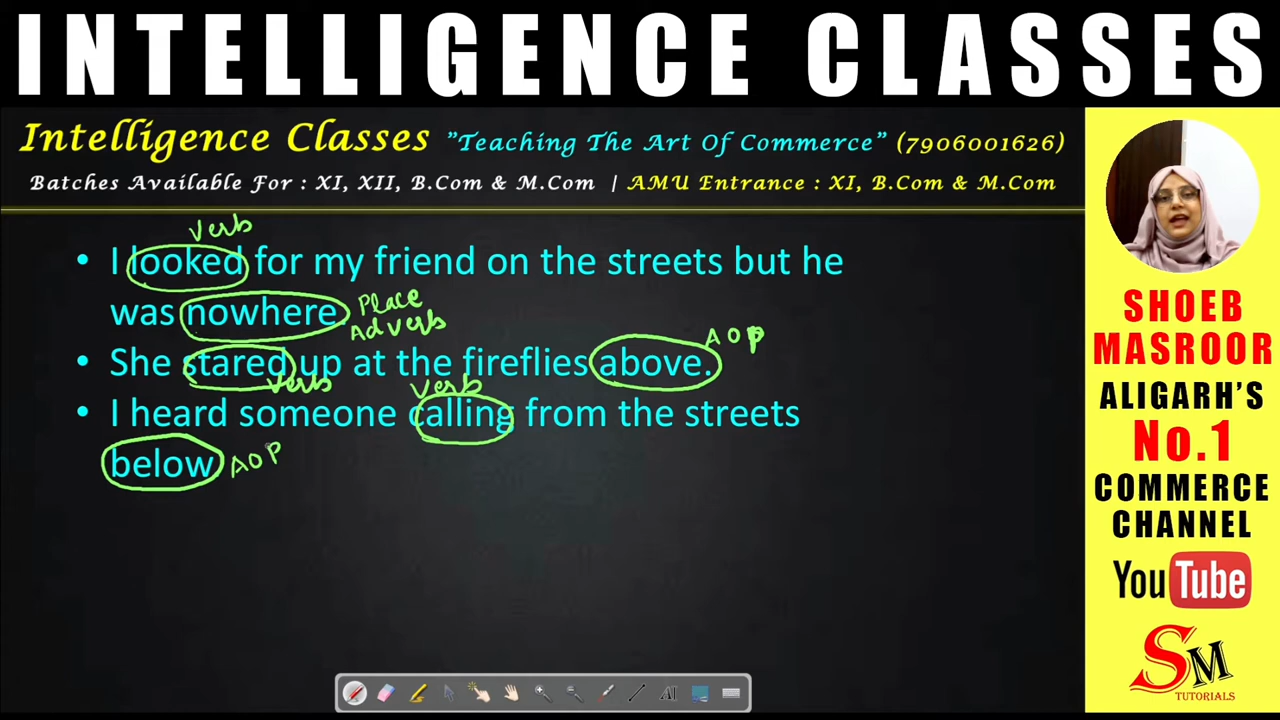 INTELLIGENCE CLASSES
Intelligence Classes "Teaching The Art Of Commerce" (7906001626)
Batches Available For : XI, XII, B.Com & M.Com | AMU Entrance : XI, B.Com & M.Com
Verb
• I looked for my friend on the streets but he
was nowhere. Place
Adverb
AOP
• She stared up at the fireflies above.
Verb Verb
• I heard someone calling from the streets
below. AOP
SHOEB
MASROOR
ALIGARH'S
No.1
COMMERCE
CHANNEL
YouTube
SM
TUTORIALS
AI